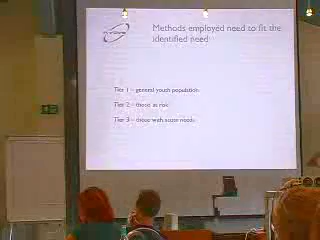 Methods employed need to fit the
identified need
Tier 1 – general youth population
Tier 2 – those at risk
Tier 3 – those with acute needs